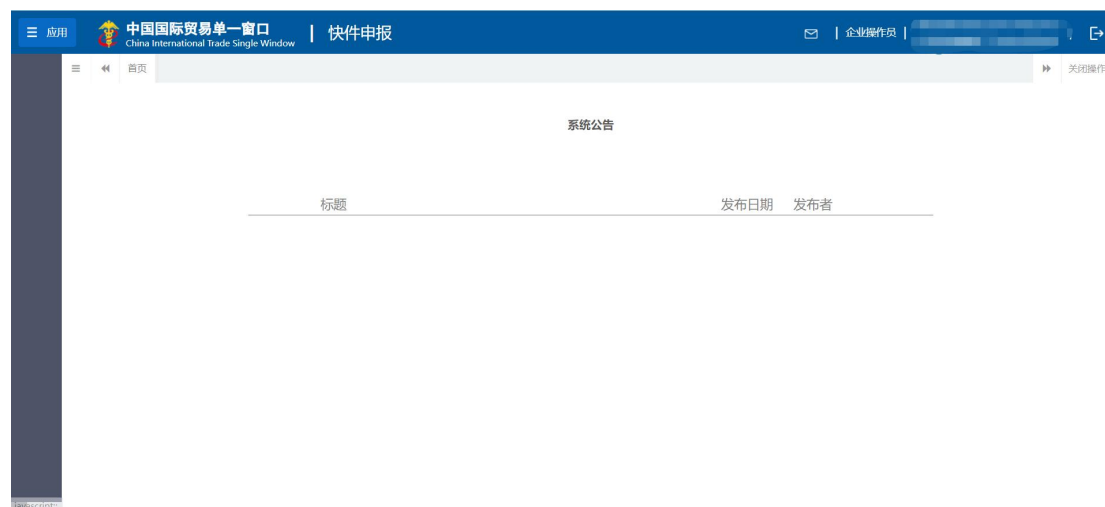 应用
中国国际贸易单一窗口
China International Trade Single Window
快件申报
企业操作员
首页
关闭操作
系统公告
标题 发布日期 发布者
javascript: